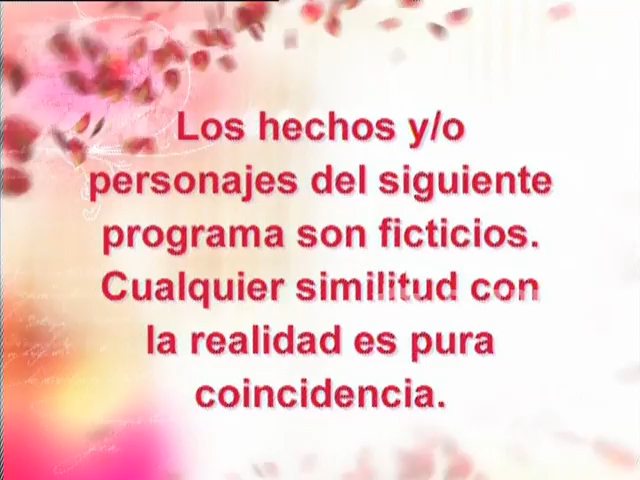 Los hechos y/o
personajes del siguiente
programa son ficticios.
Cualquier similitud con
la realidad es pura
coincidencia.